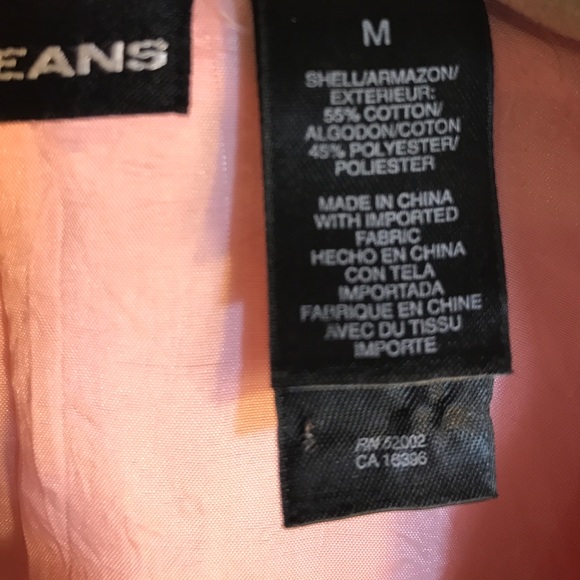 EANS
M
SHELL/ARMAZON/
EXTERIEUR:
55% COTTON/
ALGODON/COTON
45% POLYESTER/
POLIESTER
MADE IN CHINA
WITH IMPORTED
FABRIC
HECHO EN CHINA
CON TELA
IMPORTADA
FABRIQUE EN CHINE
AVEC DU TISSU
IMPORTE
RN 52002
CA 16396